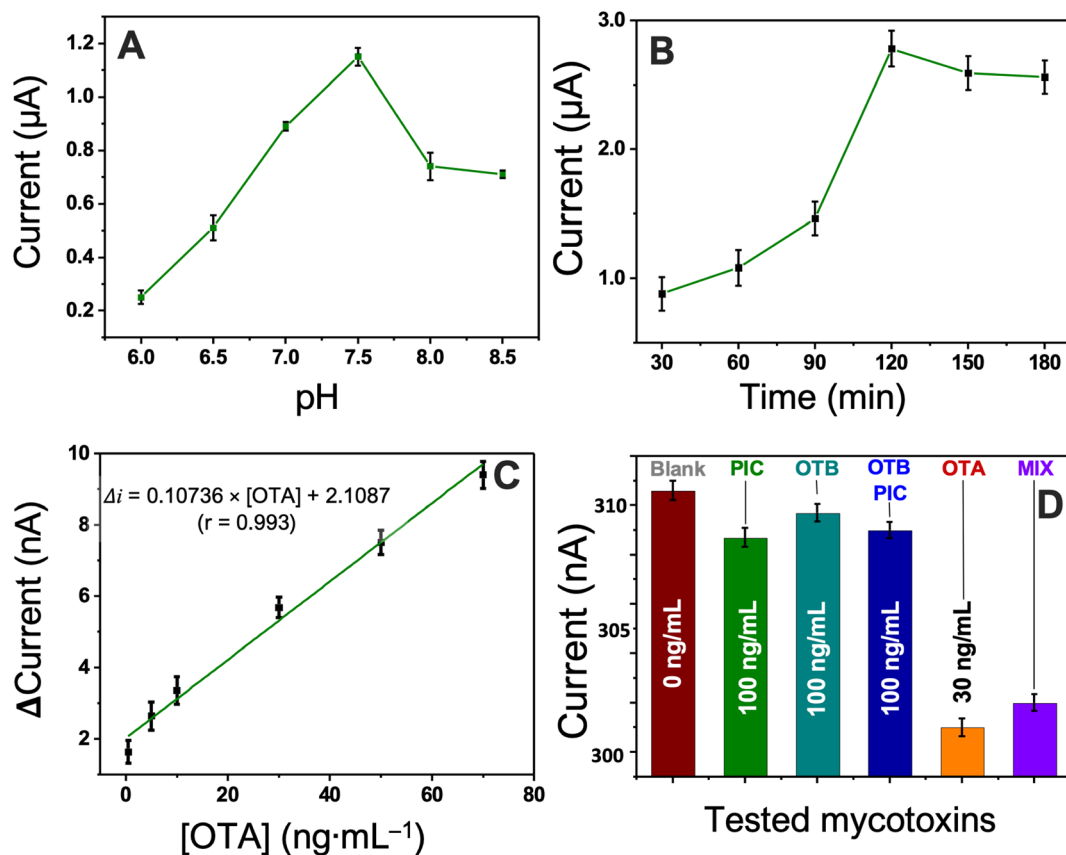 A
Current (µA)
1.2
1.0
0.8
0.6
0.4
0.2
6.0 6.5 7.0 7.5 8.0 8.5
pH
B
Current (µA)
3.0
2.0
1.0
30 60 90 120 150 180
Time (min)
C
ΔCurrent (nA)
10
8
6
4
2
Δi = 0.10736 × [OTA] + 2.1087
(r = 0.993)
0 20 40 60 80
[OTA] (ng·mL⁻¹)
D
Current (nA)
310
305
300
Blank PIC OTB OTB OTA MIX
PIC
0 ng/mL
100 ng/mL
100 ng/mL
100 ng/mL
30 ng/mL
Tested mycotoxins